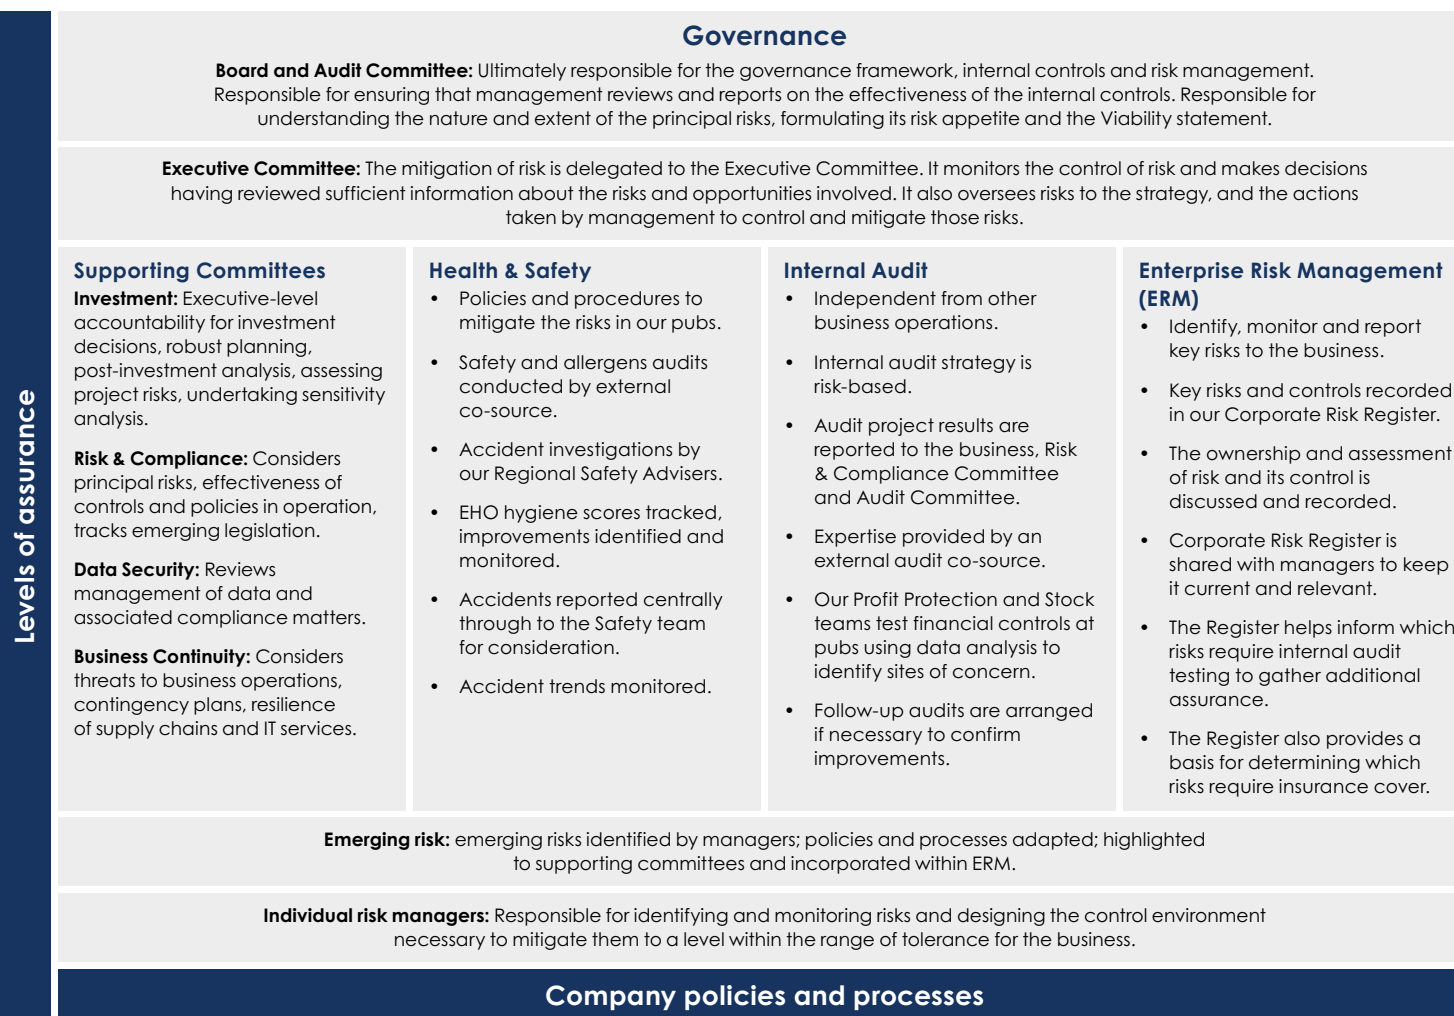 Governance
Board and Audit Committee: Ultimately responsible for the governance framework, internal controls and risk management.
Responsible for ensuring that management reviews and reports on the effectiveness of the internal controls. Responsible for
understanding the nature and extent of the principal risks, formulating its risk appetite and the Viability statement.
Executive Committee: The mitigation of risk is delegated to the Executive Committee. It monitors the control of risk and makes decisions
having reviewed sufficient information about the risks and opportunities involved. It also oversees risks to the strategy, and the actions
taken by management to control and mitigate those risks.
Levels of assurance
Supporting Committees
Investment: Executive-level
accountability for investment
decisions, robust planning,
post-investment analysis, assessing
project risks, undertaking sensitivity
analysis.
Risk & Compliance: Considers
principal risks, effectiveness of
controls and policies in operation,
tracks emerging legislation.
Data Security: Reviews
management of data and
associated compliance matters.
Business Continuity: Considers
threats to business operations,
contingency plans, resilience
of supply chains and IT services.
Health & Safety
• Policies and procedures to
mitigate the risks in our pubs.
• Safety and allergens audits
conducted by external
co-source.
• Accident investigations by
our Regional Safety Advisers.
• EHO hygiene scores tracked,
improvements identified and
monitored.
• Accidents reported centrally
through to the Safety team
for consideration.
• Accident trends monitored.
Internal Audit
• Independent from other
business operations.
• Internal audit strategy is
risk-based.
• Audit project results are
reported to the business, Risk
& Compliance Committee
and Audit Committee.
• Expertise provided by an
external audit co-source.
• Our Profit Protection and Stock
teams test financial controls at
pubs using data analysis to
identify sites of concern.
• Follow-up audits are arranged
if necessary to confirm
improvements.
Enterprise Risk Management
(ERM)
• Identify, monitor and report
key risks to the business.
• Key risks and controls recorded
in our Corporate Risk Register.
• The ownership and assessment
of risk and its control is
discussed and recorded.
• Corporate Risk Register is
shared with managers to keep
it current and relevant.
• The Register helps inform which
risks require internal audit
testing to gather additional
assurance.
• The Register also provides a
basis for determining which
risks require insurance cover.
Emerging risk: emerging risks identified by managers; policies and processes adapted; highlighted
to supporting committees and incorporated within ERM.
Individual risk managers: Responsible for identifying and monitoring risks and designing the control environment
necessary to mitigate them to a level within the range of tolerance for the business.
Company policies and processes